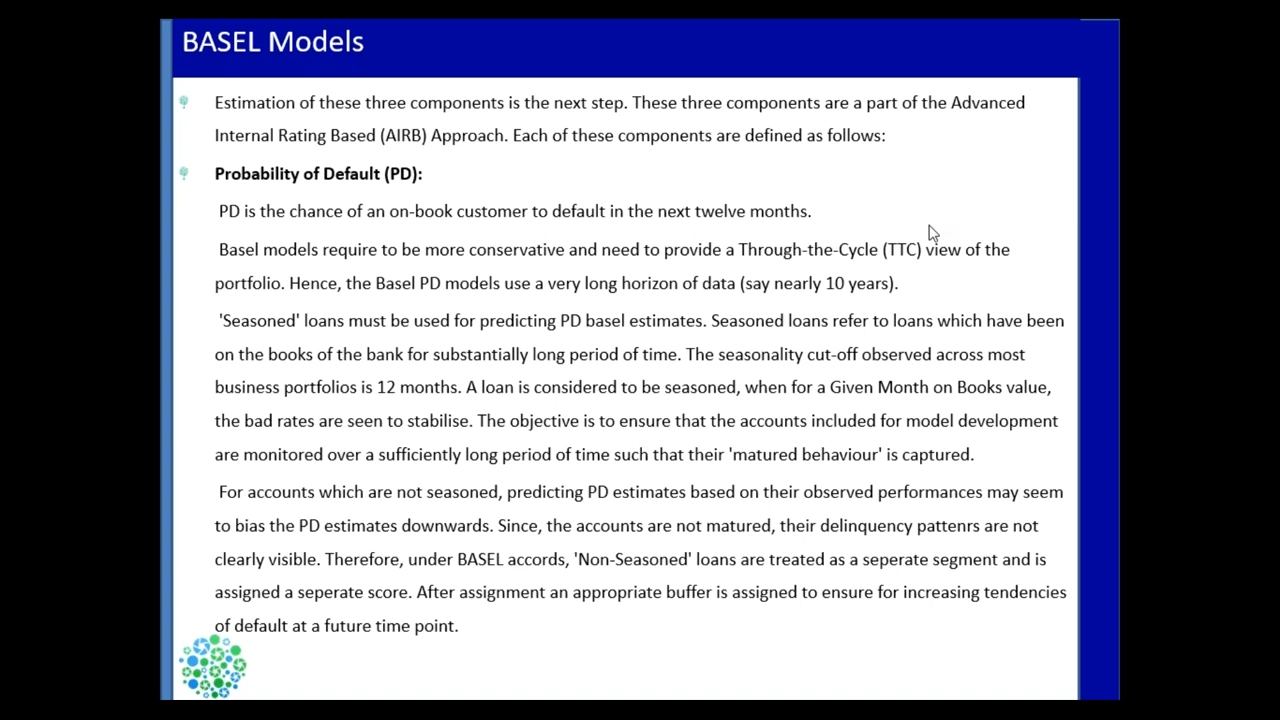 BASEL Models
Estimation of these three components is the next step. These three components are a part of the Advanced
Internal Rating Based (AIRB) Approach. Each of these components are defined as follows:
Probability of Default (PD):
PD is the chance of an on-book customer to default in the next twelve months.
Basel models require to be more conservative and need to provide a Through-the-Cycle (TTC) view of the
portfolio. Hence, the Basel PD models use a very long horizon of data (say nearly 10 years).
'Seasoned' loans must be used for predicting PD basel estimates. Seasoned loans refer to loans which have been
on the books of the bank for substantially long period of time. The seasonality cut-off observed across most
business portfolios is 12 months. A loan is considered to be seasoned, when for a Given Month on Books value,
the bad rates are seen to stabilise. The objective is to ensure that the accounts included for model development
are monitored over a sufficiently long period of time such that their 'matured behaviour' is captured.
For accounts which are not seasoned, predicting PD estimates based on their observed performances may seem
to bias the PD estimates downwards. Since, the accounts are not matured, their delinquency pattenrs are not
clearly visible. Therefore, under BASEL accords, 'Non-Seasoned' loans are treated as a seperate segment and is
assigned a seperate score. After assignment an appropriate buffer is assigned to ensure for increasing tendencies
of default at a future time point.